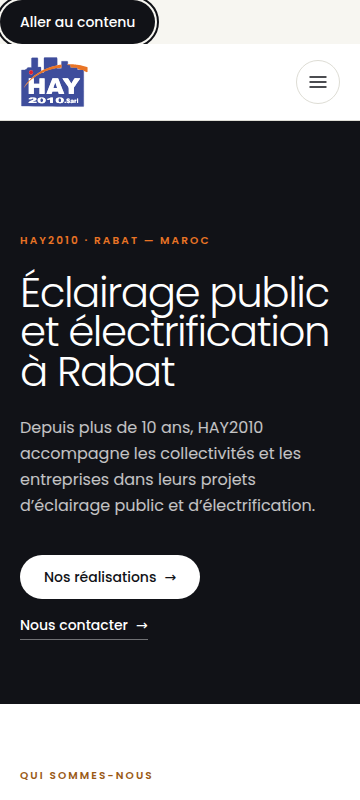 Aller au contenu
HAY
2010.Sarl
HAY2010 · RABAT — MAROC
Éclairage public
et électrification
à Rabat
Depuis plus de 10 ans, HAY2010
accompagne les collectivités et les
entreprises dans leurs projets
d’éclairage public et d’électrification.
Nos réalisations →
Nous contacter →
QUI SOMMES-NOUS